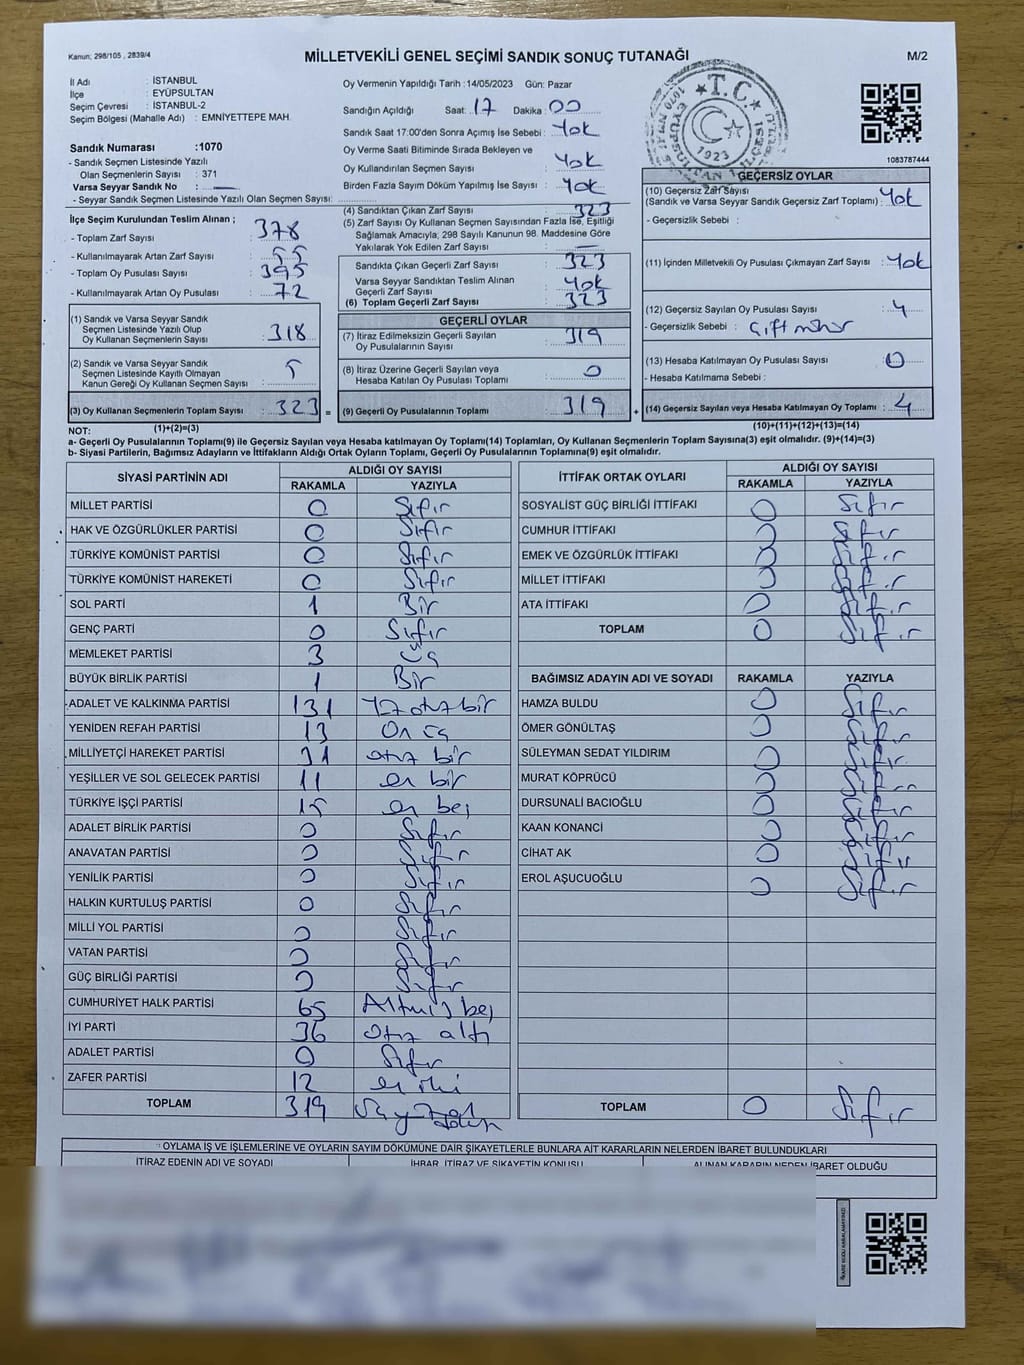 Kanun; 298/105 , 2839/4
MİLLETVEKİLİ GENEL SEÇİMİ SANDIK SONUÇ TUTANAĞI
M/2
İl Adı : İSTANBUL
İlçe : EYÜPSULTAN
Seçim Çevresi : İSTANBUL-2
Seçim Bölgesi (Mahalle Adı) : EMNİYETTEPE MAH.
Oy Vermenin Yapıldığı Tarih :14/05/2023 Gün: Pazar
Sandığın Açıldığı Saat: 17 Dakika : 00
Sandık Saat 17:00'den Sonra Açımış İse Sebebi : Yok
Oy Verme Saati Bitiminde Sırada Bekleyen ve
Oy Kullandırılan Seçmen Sayısı : Yok
Birden Fazla Sayım Döküm Yapılmış İse Sayısı : Yok
T.C.
1923
1083787444
Sandık Numarası :1070
- Sandık Seçmen Listesinde Yazılı
Olan Seçmenlerin Sayısı : 371
Varsa Seyyar Sandık No :
- Seyyar Sandık Seçmen Listesinde Yazılı Olan Seçmen Sayısı:
İlçe Seçim Kurulundan Teslim Alınan ;
- Toplam Zarf Sayısı : 378
- Kullanılmayarak Artan Zarf Sayısı : 55
- Toplam Oy Pusulası Sayısı : 395
- Kullanılmayarak Artan Oy Pusulası : 72
(1) Sandık ve Varsa Seyyar Sandık
Seçmen Listesinde Yazılı Olup
Oy Kullanan Seçmenlerin Sayısı : 318
(2) Sandık ve Varsa Seyyar Sandık
Seçmen Listesinde Kayıtlı Olmayan
Kanun Gereği Oy Kullanan Seçmen Sayısı : 5
(3) Oy Kullanan Seçmenlerin Toplam Sayısı : 323 =
(1)+(2)=(3)
(4) Sandıktan Çıkan Zarf Sayısı : 323
(5) Zarf Sayısı Oy Kullanan Seçmen Sayısından Fazla İse, Eşitliği
Sağlamak Amacıyla, 298 Sayılı Kanunun 98. Maddesine Göre
Yakılarak Yok Edilen Zarf Sayısı :
Sandıkta Çıkan Geçerli Zarf Sayısı : 323
Varsa Seyyar Sandıktan Teslim Alınan
Geçerli Zarf Sayısı : Yok
(6) Toplam Geçerli Zarf Sayısı : 323
GEÇERLİ OYLAR
(7) İtiraz Edilmeksizin Geçerli Sayılan
Oy Pusulalarının Sayısı : 319
(8) İtiraz Üzerine Geçerli Sayılan veya
Hesaba Katılan Oy Pusulası Toplamı : 0
(9) Geçerli Oy Pusulalarının Toplamı : 319 +
GEÇERSİZ OYLAR
(10) Geçersiz Zarf Sayısı
(Sandık ve Varsa Seyyar Sandık Geçersiz Zarf Toplamı) : Yok
- Geçersizlik Sebebi :
(11) İçinden Milletvekili Oy Pusulası Çıkmayan Zarf Sayısı : Yok
(12) Geçersiz Sayılan Oy Pusulası Sayısı : 4
- Geçersizlik Sebebi : Çift mühür
(13) Hesaba Katılmayan Oy Pusulası Sayısı : 0
- Hesaba Katılmama Sebebi :
(14) Geçersiz Sayılan veya Hesaba Katılmayan Oy Toplamı : 4
(10)+(11)+(12)+(13)=(14)
NOT:
a- Geçerli Oy Pusulalarının Toplamı(9) ile Geçersiz Sayılan veya Hesaba katılmayan Oy Toplamı(14) Toplamları, Oy Kullanan Seçmenlerin Toplam Sayısına(3) eşit olmalıdır. (9)+(14)=(3)
b- Siyasi Partilerin, Bağımsız Adayların ve İttifakların Aldığı Ortak Oyların Toplamı, Geçerli Oy Pusulalarının Toplamına(9) eşit olmalıdır.
SİYASİ PARTİNİN ADI ALDIĞI OY SAYISI
RAKAMLA YAZIYLA
MİLLET PARTİSİ 0 Sıfır
HAK VE ÖZGÜRLÜKLER PARTİSİ 0 Sıfır
TÜRKİYE KOMÜNİST PARTİSİ 0 Sıfır
TÜRKİYE KOMÜNİST HAREKETİ 0 Sıfır
SOL PARTİ 1 Bir
GENÇ PARTİ 0 Sıfır
MEMLEKET PARTİSİ 3 Üç
BÜYÜK BİRLİK PARTİSİ 1 Bir
ADALET VE KALKINMA PARTİSİ 131 Yüz otuz bir
YENİDEN REFAH PARTİSİ 13 On üç
MİLLİYETÇİ HAREKET PARTİSİ 31 otuz bir
YEŞİLLER VE SOL GELECEK PARTİSİ 11 on bir
TÜRKİYE İŞÇİ PARTİSİ 15 on beş
ADALET BİRLİK PARTİSİ 0 Sıfır
ANAVATAN PARTİSİ 0 Sıfır
YENİLİK PARTİSİ 0 Sıfır
HALKIN KURTULUŞ PARTİSİ 0 Sıfır
MİLLİ YOL PARTİSİ 0 Sıfır
VATAN PARTİSİ 0 Sıfır
GÜÇ BİRLİĞİ PARTİSİ 0 Sıfır
CUMHURİYET HALK PARTİSİ 65 Altmış beş
İYİ PARTİ 36 Otuz altı
ADALET PARTİSİ 0 Sıfır
ZAFER PARTİSİ 12 on iki
TOPLAM 319
İTTİFAK ORTAK OYLARI ALDIĞI OY SAYISI
RAKAMLA YAZIYLA
SOSYALİST GÜÇ BİRLİĞİ İTTİFAKI 0 Sıfır
CUMHUR İTTİFAKI 0 Sıfır
EMEK VE ÖZGÜRLÜK İTTİFAKI 0 Sıfır
MİLLET İTTİFAKI 0 Sıfır
ATA İTTİFAKI 0 Sıfır
TOPLAM 0 Sıfır
BAĞIMSIZ ADAYIN ADI VE SOYADI RAKAMLA YAZIYLA
HAMZA BULDU 0 Sıfır
ÖMER GÖNÜLTAŞ 0 Sıfır
SÜLEYMAN SEDAT YILDIRIM 0 Sıfır
MURAT KÖPRÜCÜ 0 Sıfır
DURSUNALİ BACIOĞLU 0 Sıfır
KAAN KONANCİ 0 Sıfır
CİHAT AK 0 Sıfır
EROL AŞUCUOĞLU 0 Sıfır
TOPLAM 0 Sıfır
OYLAMA İŞ VE İŞLEMLERİNE VE OYLARIN SAYIM DÖKÜMÜNE DAİR ŞİKAYETLERLE BUNLARA AİT KARARLARIN NELERDEN İBARET BULUNDUKLARI
İTİRAZ EDENİN ADI VE SOYADI İHBAR, İTİRAZ VE ŞİKAYETİN KONUSU ALINAN KARARIN NEDEN İBARET OLDUĞU